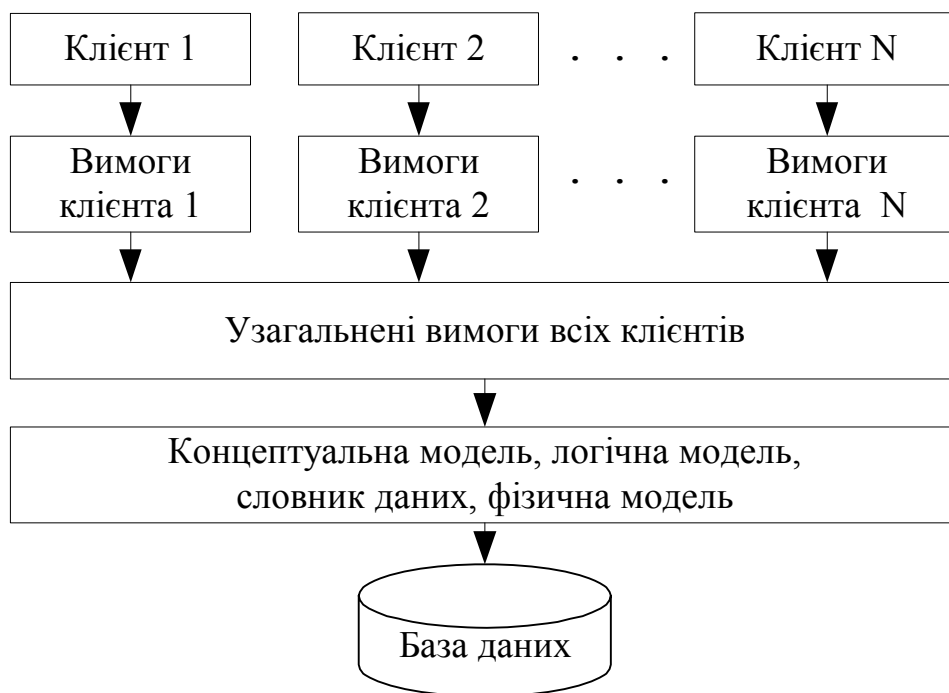 Клієнт 1
Клієнт 2
. . .
Клієнт N
Вимоги
клієнта 1
Вимоги
клієнта 2
. . .
Вимоги
клієнта N
Узагальнені вимоги всіх клієнтів
Концептуальна модель, логічна модель,
словник даних, фізична модель
База даних